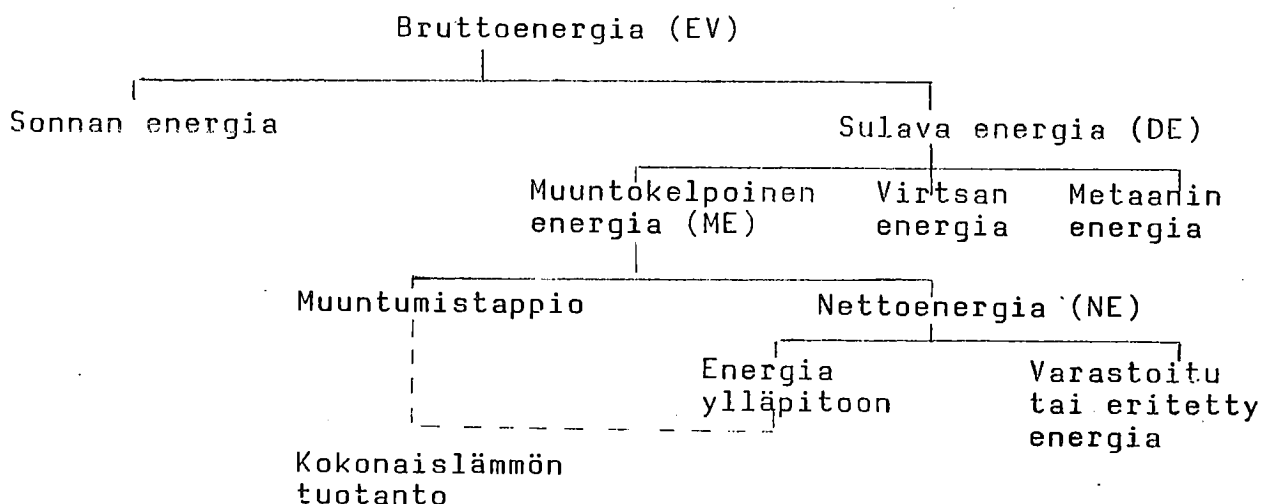 Bruttoenergia (EV)
Sonnan energia
Sulava energia (DE)
Muuntokelpoinen
energia (ME)
Virtsan
energia
Metaanin
energia
Muuntumistappio
Nettoenergia (NE)
Energia
ylläpitoon
Varastoitu
tai eritetty
energia
Kokonaislämmön
tuotanto